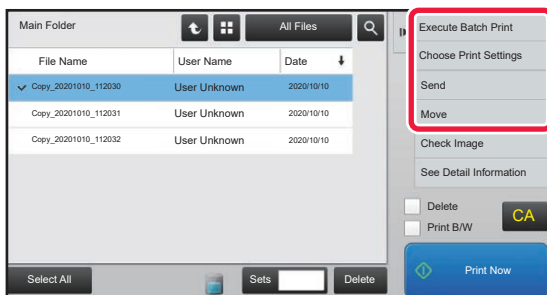 Main Folder
All Files
File Name
User Name
Date
Copy_20201010_112030
User Unknown
2020/10/10
Copy_20201010_112031
User Unknown
2020/10/10
Copy_20201010_112032
User Unknown
2020/10/10
Select All
Sets
Delete
Execute Batch Print
Choose Print Settings
Send
Move
Check Image
See Detail Information
Delete
Print B/W
CA
Print Now